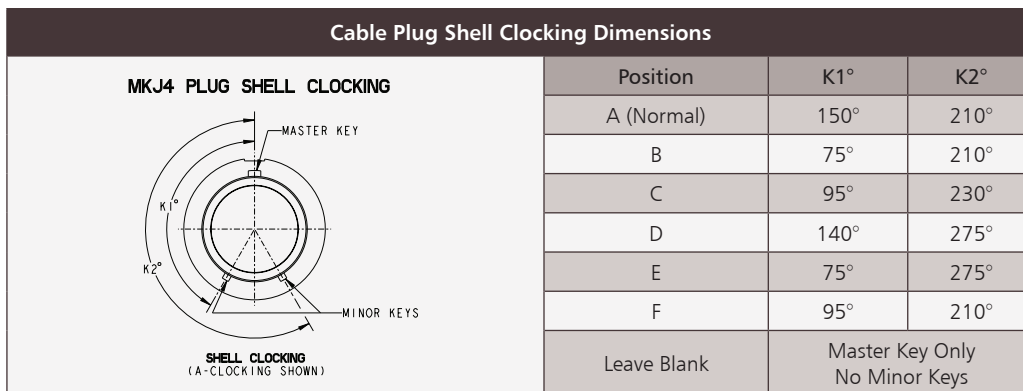 Cable Plug Shell Clocking Dimensions
MKJ4 PLUG SHELL CLOCKING
MASTER KEY
K1°
K2°
MINOR KEYS
SHELL CLOCKING
(A-CLOCKING SHOWN)
Position K1° K2°
A (Normal) 150° 210°
B 75° 210°
C 95° 230°
D 140° 275°
E 75° 275°
F 95° 210°
Leave Blank Master Key Only
No Minor Keys